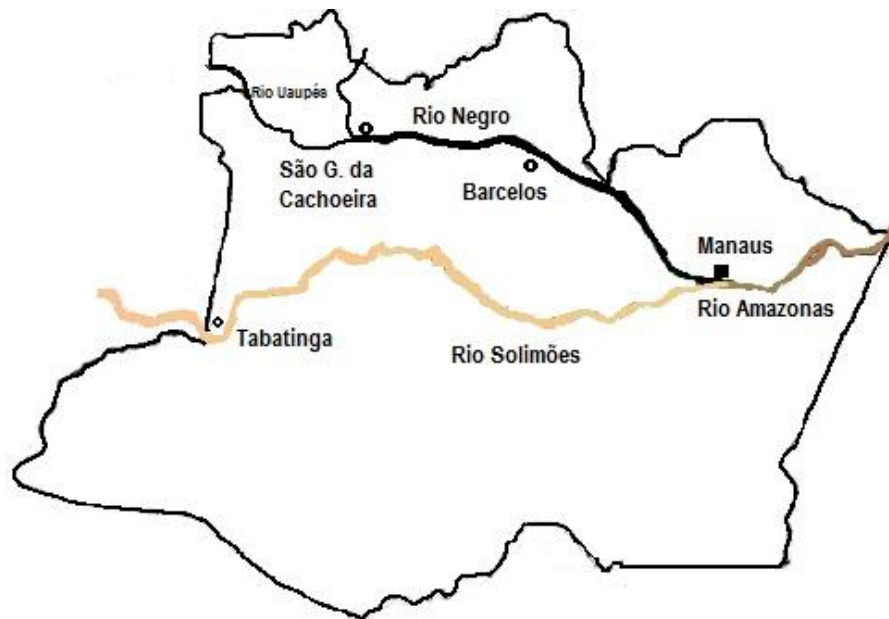 Rio Uaupés
Rio Negro
São G. da
Cachoeira
Barcelos
Manaus
Rio Amazonas
Tabatinga
Rio Solimões